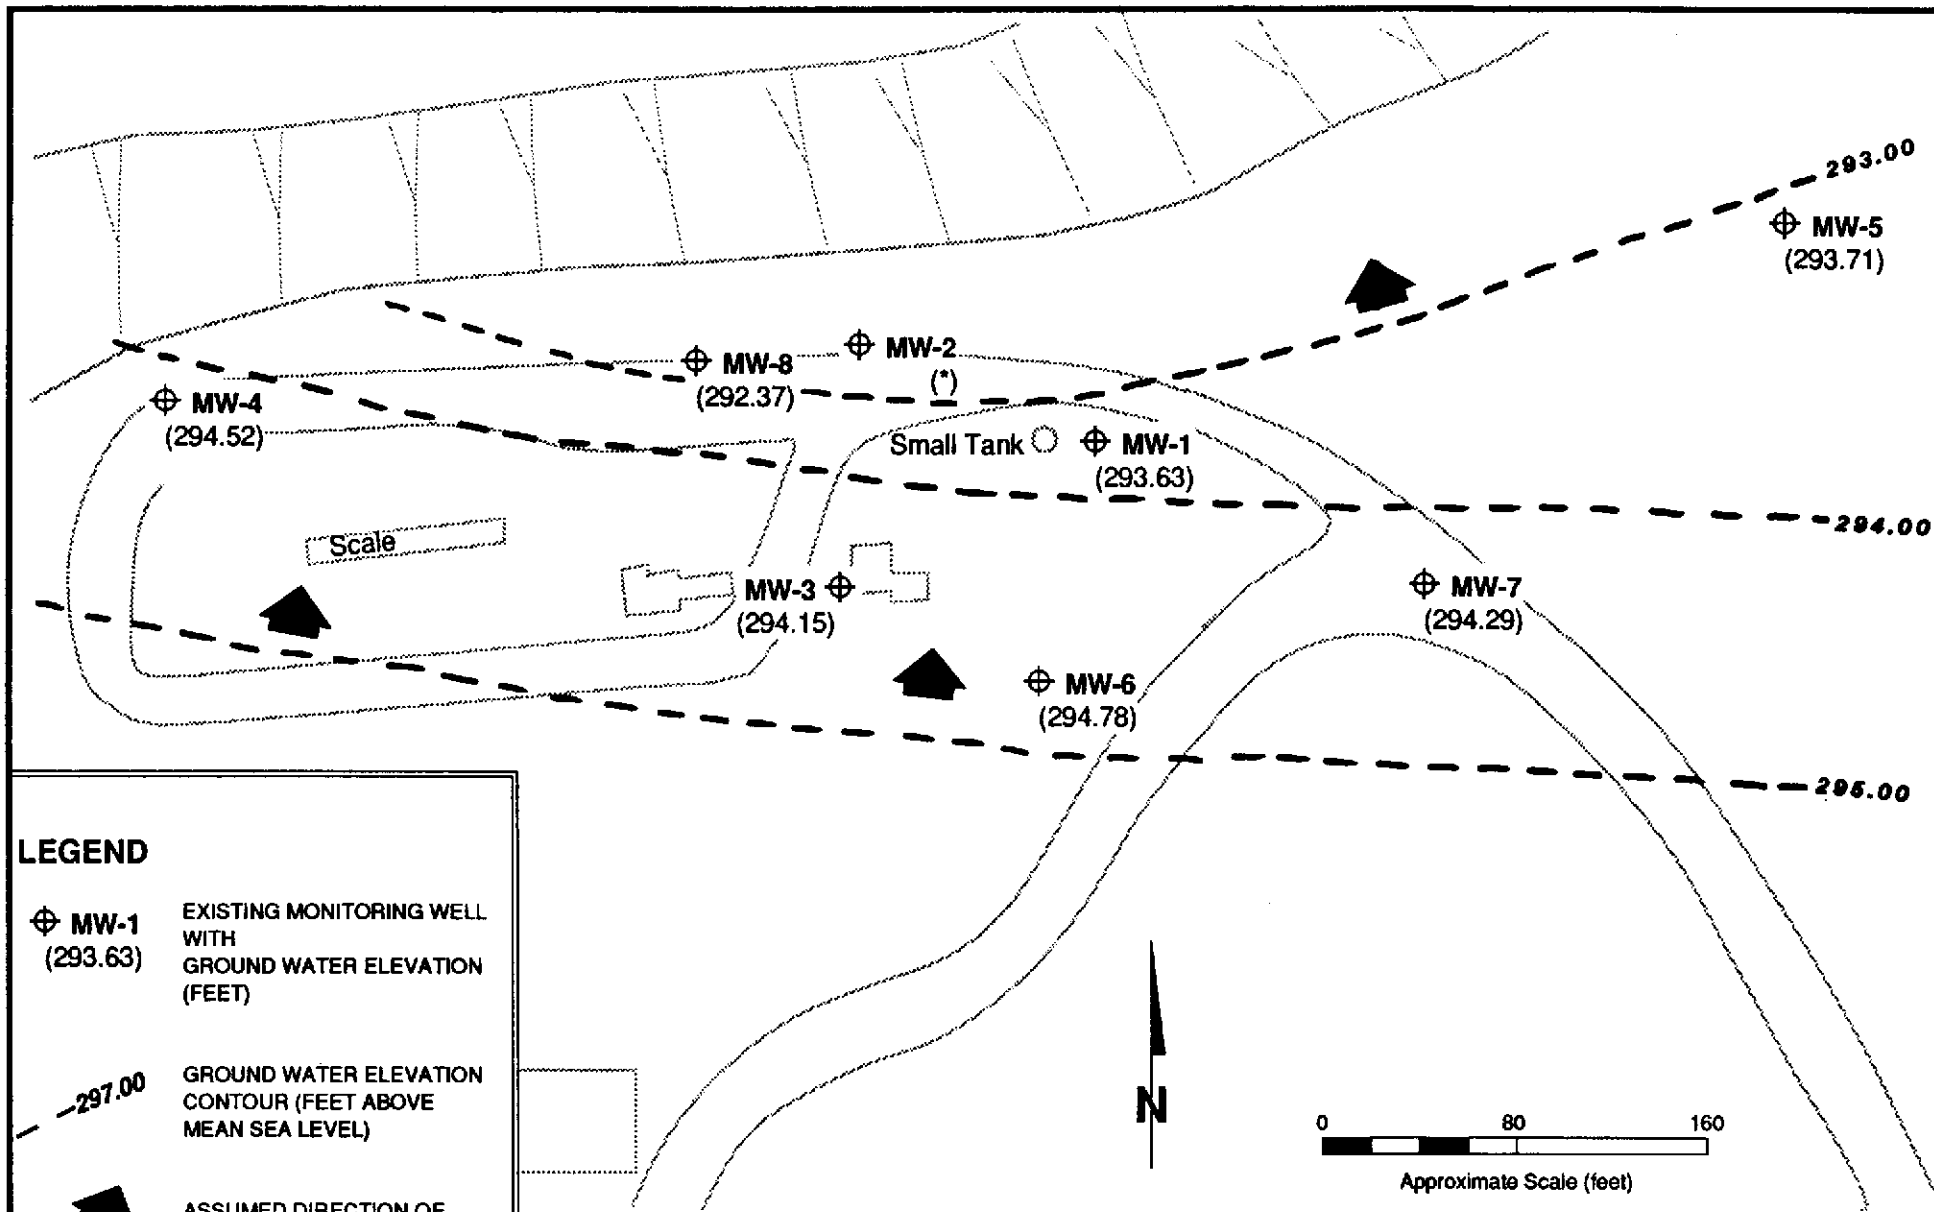 293.00
MW-5
(293.71)
MW-2
(*)
MW-8
(292.37)
MW-4
(294.52)
Small Tank
MW-1
(293.63)
294.00
Scale
MW-3
(294.15)
MW-7
(294.29)
MW-6
(294.78)
295.00
LEGEND
MW-1
(293.63)
EXISTING MONITORING WELL
WITH
GROUND WATER ELEVATION
(FEET)
297.00
GROUND WATER ELEVATION
CONTOUR (FEET ABOVE
MEAN SEA LEVEL)
ASSUMED DIRECTION OF
N
0 80 160
Approximate Scale (feet)